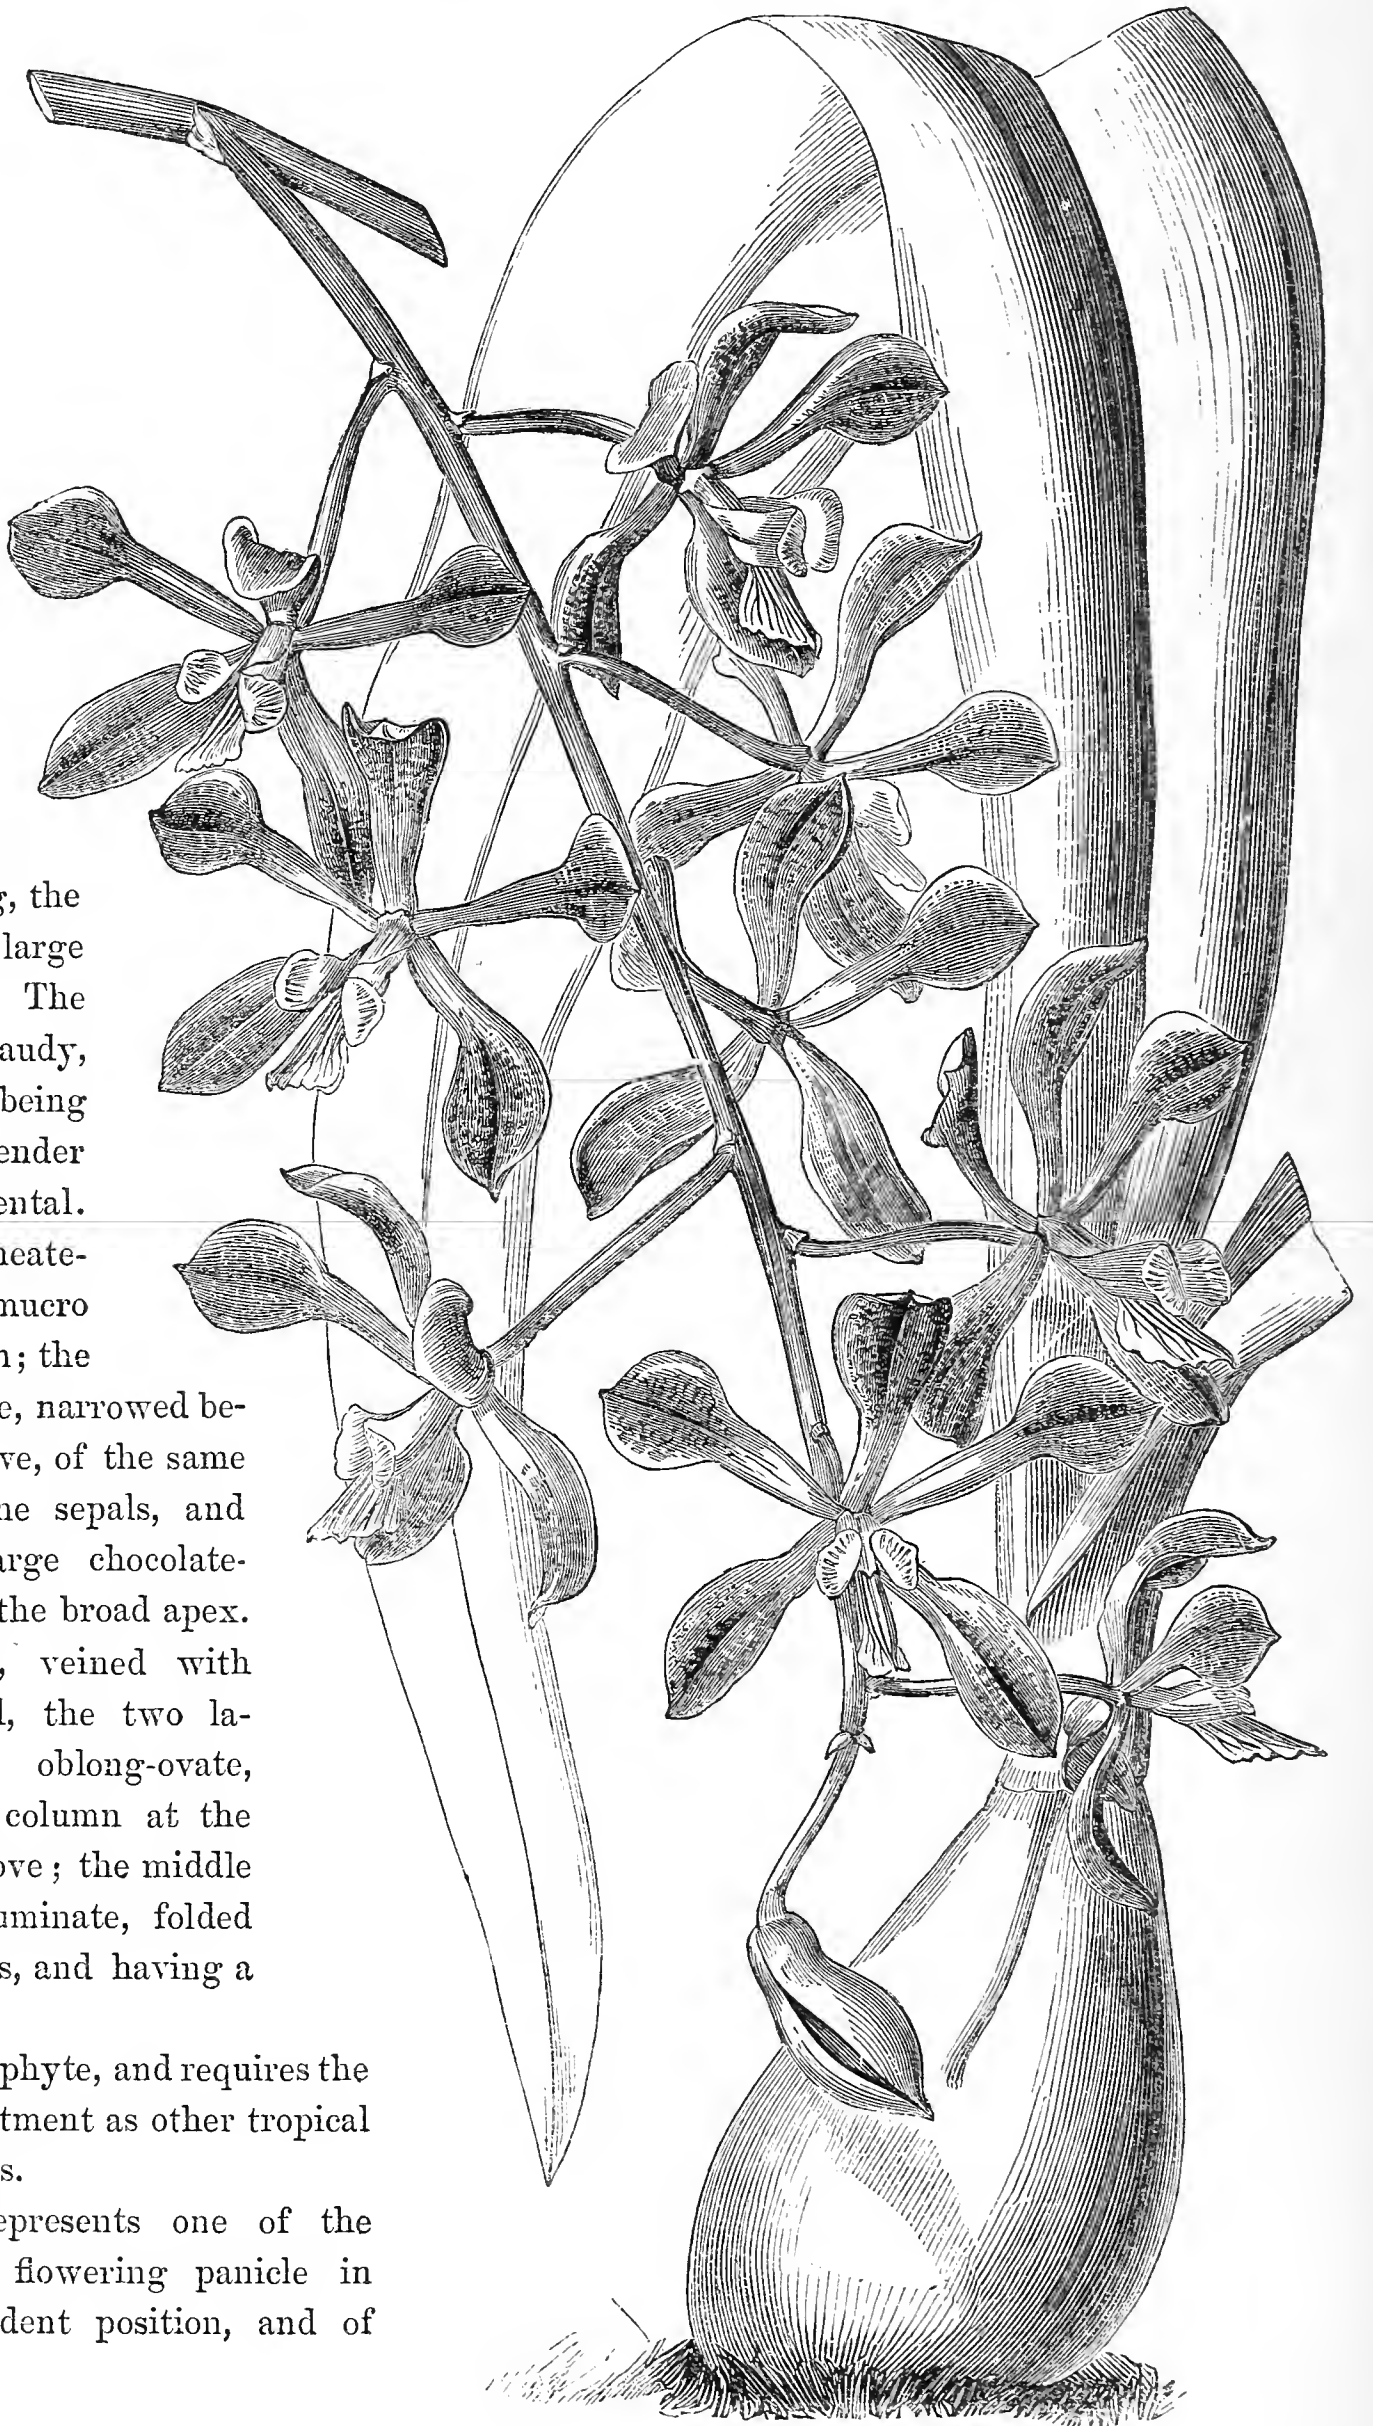 , the
large
The
audy,
being
ender
ental.
neate-
mucro
; the
e, narrowed be-
ve, of the same
ne sepals, and
arge chocolate-
the broad apex.
, veined with
l, the two la-
oblong-ovate,
column at the
ove ; the middle
uminate, folded
s, and having a
phyte, and requires the
tment as other tropical
s.
epresents one of the
flowering panicle in
dent position, and of